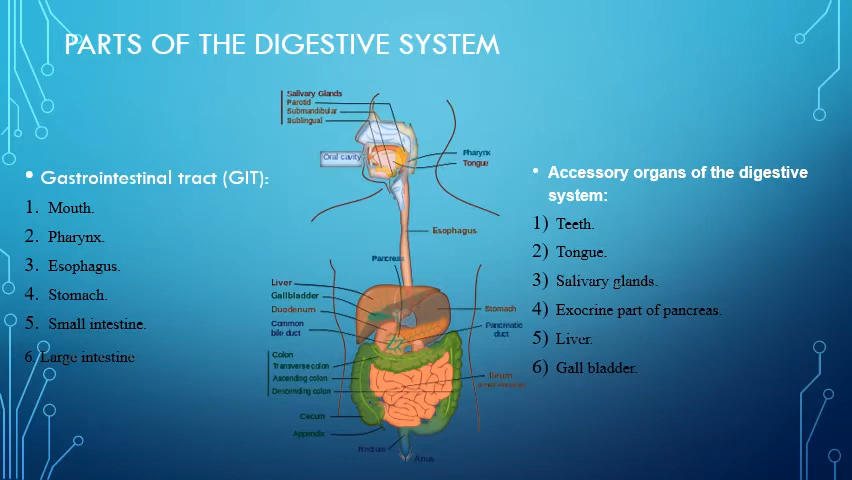 PARTS OF THE DIGESTIVE SYSTEM
• Gastrointestinal tract (GIT):
1. Mouth.
2. Pharynx.
3. Esophagus.
4. Stomach.
5. Small intestine.
6. Large intestine
Salivary Glands
Parotid
Submandibular
Sublingual
Oral cavity
Pharynx
Tongue
Esophagus
Pancreas
Liver
Gallbladder
Duodenum
Common
bile duct
Stomach
Pancreatic
duct
Colon
Transverse colon
Ascending colon
Descending colon
Ileum
Cecum
Appendix
Rectum
Anus
• Accessory organs of the digestive
system:
1) Teeth.
2) Tongue.
3) Salivary glands.
4) Exocrine part of pancreas.
5) Liver.
6) Gall bladder.